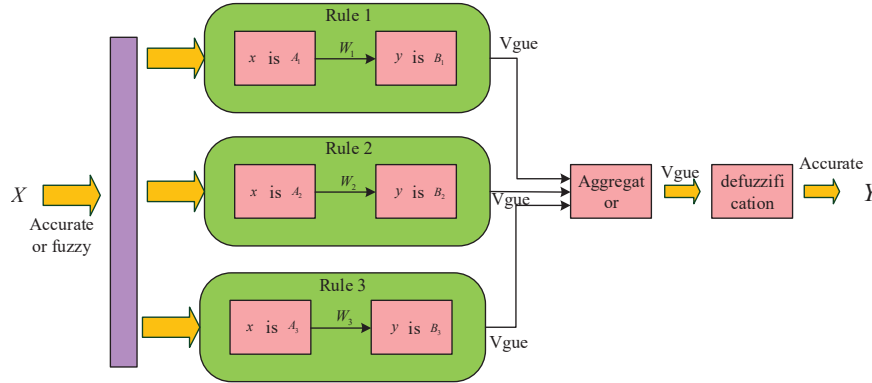 X
Accurate
or fuzzy
Rule 1
x is A₁
W₁
y is B₁
Vgue
Rule 2
x is A₂
W₂
y is B₂
Vgue
Rule 3
x is A₃
W₃
y is B₃
Vgue
Aggregat
or
Vgue
defuzzifi
cation
Accurate
Y